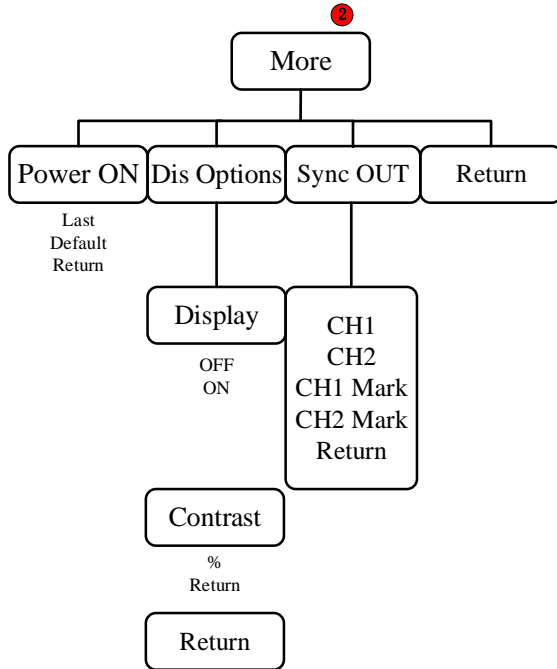 2
More
Power ON
Dis Options
Sync OUT
Return
Last
Default
Return
Display
OFF
ON
CH1
CH2
CH1 Mark
CH2 Mark
Return
Contrast
%
Return
Return